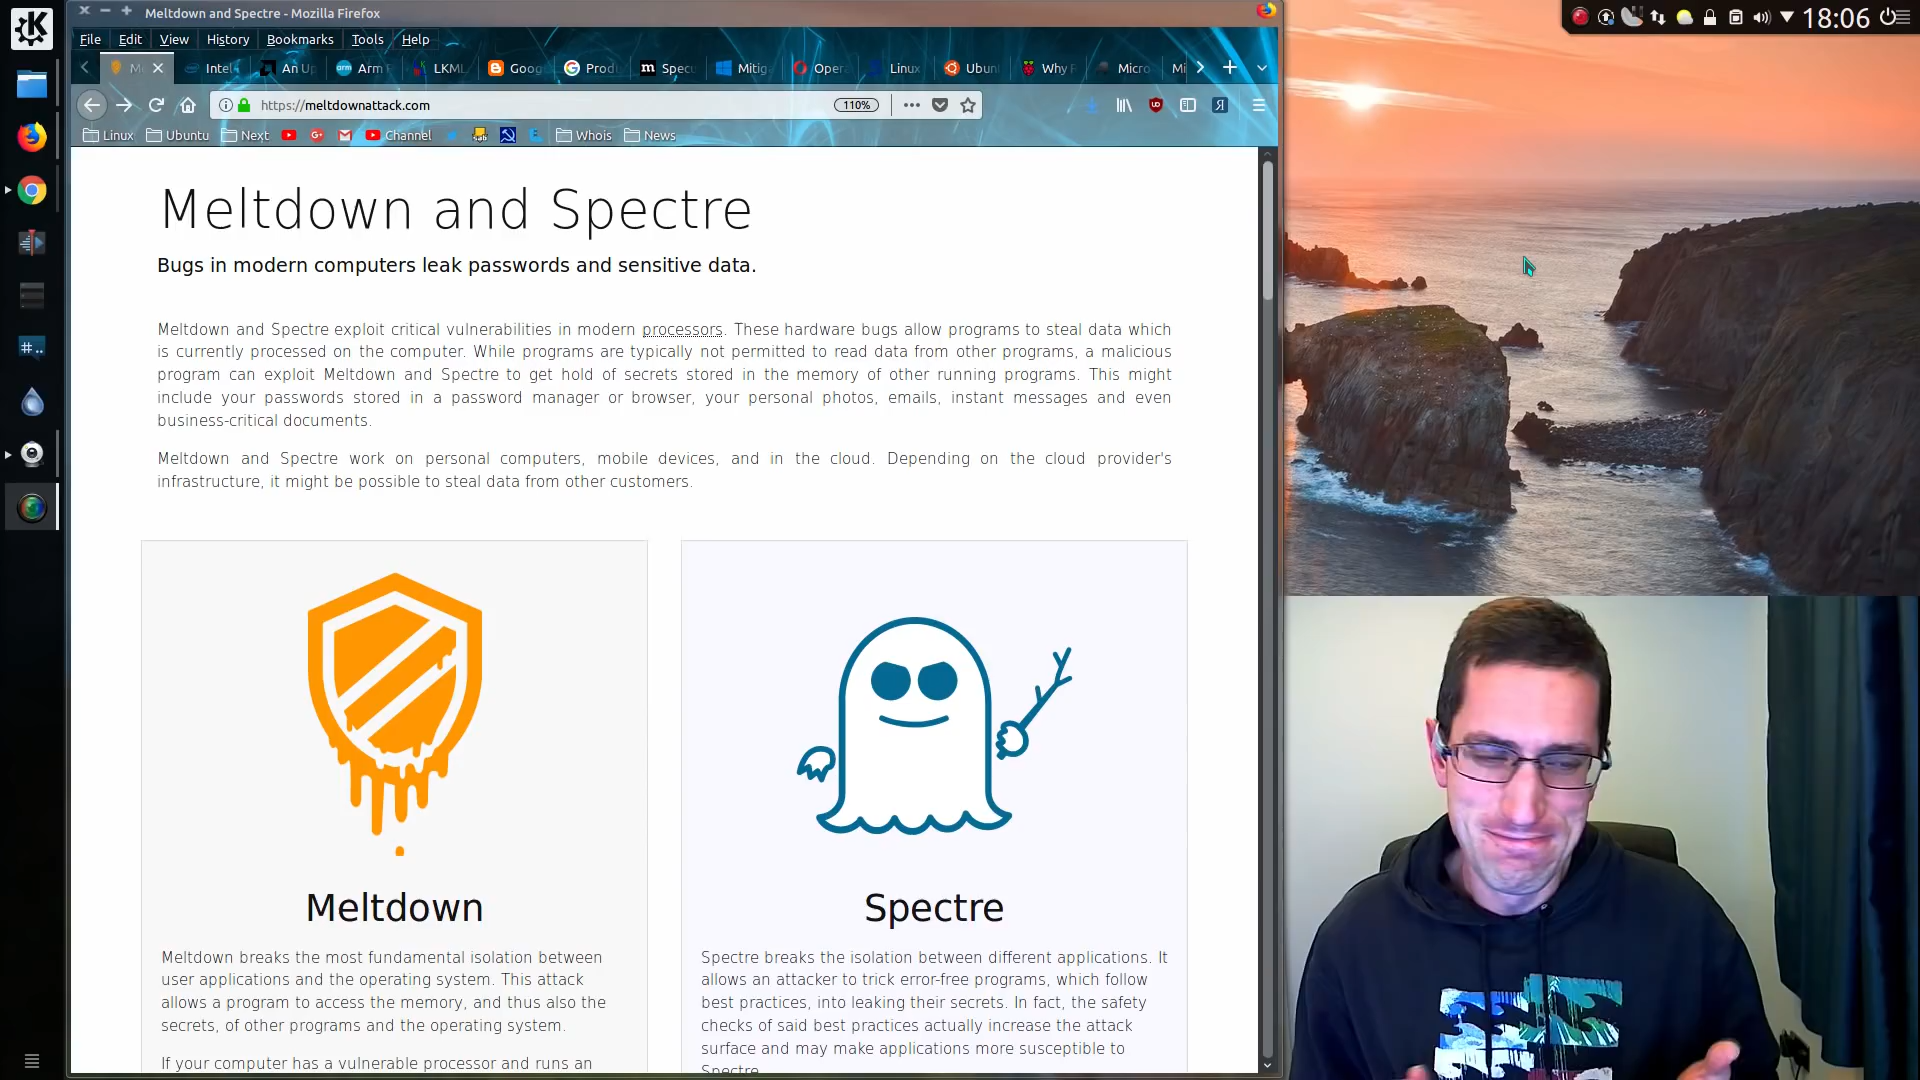 Meltdown and Spectre - Mozilla Firefox
18:06
File Edit View History Bookmarks Tools Help
Intel An Up Arm LKML Goog Prod Spec Mitig Oper Linux Ubun Why R Micro Mi
https://meltdownattack.com 110%
Linux Ubuntu Next Channel Whois News
Meltdown and Spectre
Bugs in modern computers leak passwords and sensitive data.
Meltdown and Spectre exploit critical vulnerabilities in modern processors. These hardware bugs allow programs to steal data which
is currently processed on the computer. While programs are typically not permitted to read data from other programs, a malicious
program can exploit Meltdown and Spectre to get hold of secrets stored in the memory of other running programs. This might
include your passwords stored in a password manager or browser, your personal photos, emails, instant messages and even
business-critical documents.
Meltdown and Spectre work on personal computers, mobile devices, and in the cloud. Depending on the cloud provider's
infrastructure, it might be possible to steal data from other customers.
Meltdown
Meltdown breaks the most fundamental isolation between
user applications and the operating system. This attack
allows a program to access the memory, and thus also the
secrets, of other programs and the operating system.
If your computer has a vulnerable processor and runs an
Spectre
Spectre breaks the isolation between different applications. It
allows an attacker to trick error-free programs, which follow
best practices, into leaking their secrets. In fact, the safety
checks of said best practices actually increase the attack
surface and may make applications more susceptible to
Spectre